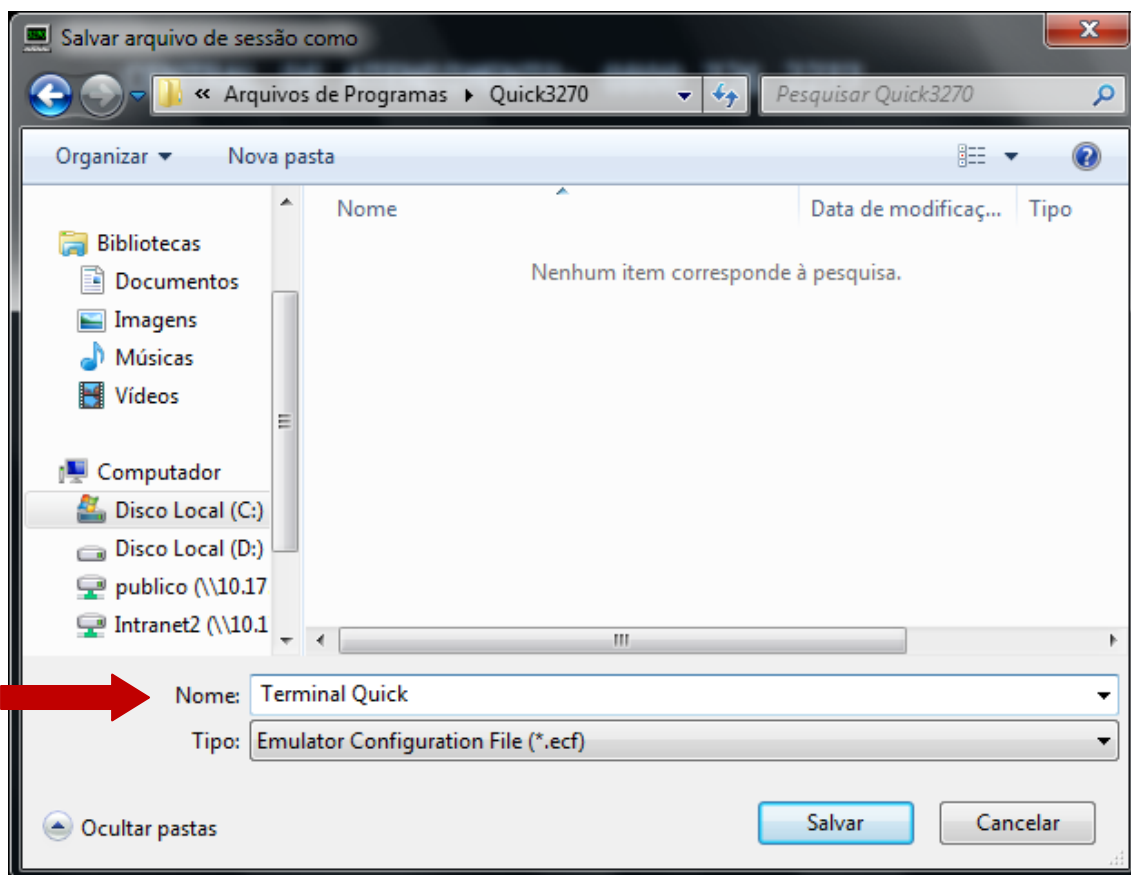 Salvar arquivo de sessão como
« Arquivos de Programas Quick3270
Pesquisar Quick3270
Organizar Nova pasta
Nome Data de modificaç... Tipo
Nenhum item corresponde à pesquisa.
Bibliotecas
Documentos
Imagens
Músicas
Vídeos
Computador
Disco Local (C:)
Disco Local (D:)
publico (\\10.17
Intranet2 (\\10.1
Nome: Terminal Quick
Tipo: Emulator Configuration File (*.ecf)
Ocultar pastas Salvar Cancelar